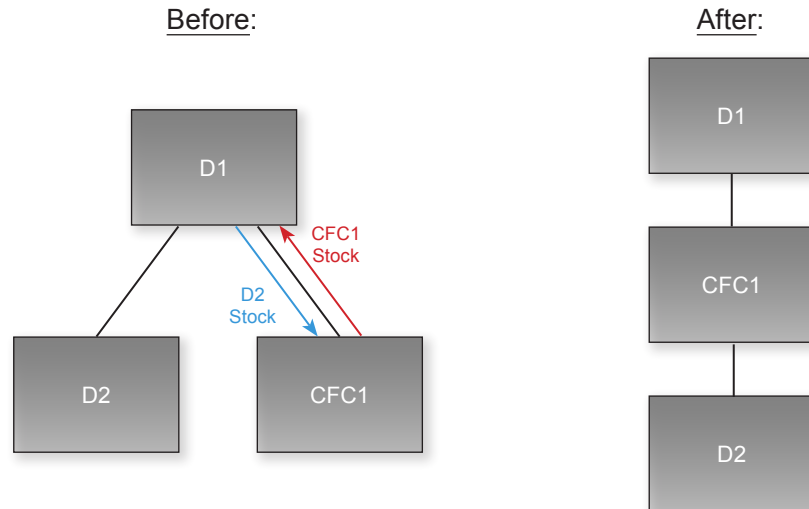 Before:
After:
D1
D1
CFC1
Stock
D2
Stock
CFC1
D2
CFC1
D2